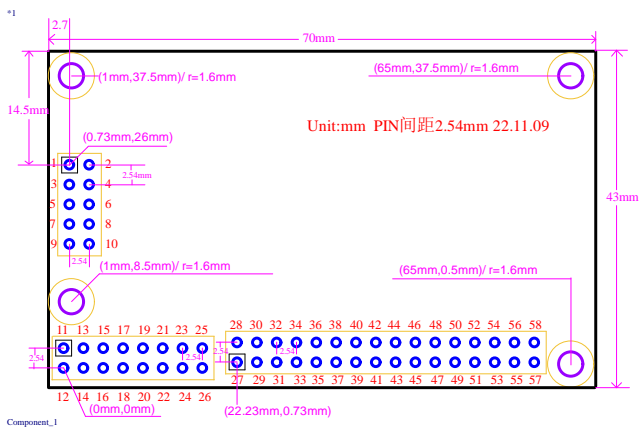 *1
2.7
70mm
(1mm,37.5mm)/ r=1.6mm
(65mm,37.5mm)/ r=1.6mm
14.5mm
Unit:mm PIN间距2.54mm 22.11.09
(0.73mm,26mm)
1 2
3 4
2.54mm
5 6
7 8
9 10
2.54
43mm
(1mm,8.5mm)/ r=1.6mm
(65mm,0.5mm)/ r=1.6mm
11 13 15 17 19 21 23 25
28 30 32 34 36 38 40 42 44 46 48 50 52 54 56 58
2.54 2.54 2.54 2.54
12 14 16 18 20 22 24 26
27 29 31 33 35 37 39 41 43 45 47 49 51 53 55 57
(0mm,0mm)
(22.23mm,0.73mm)
Component_1